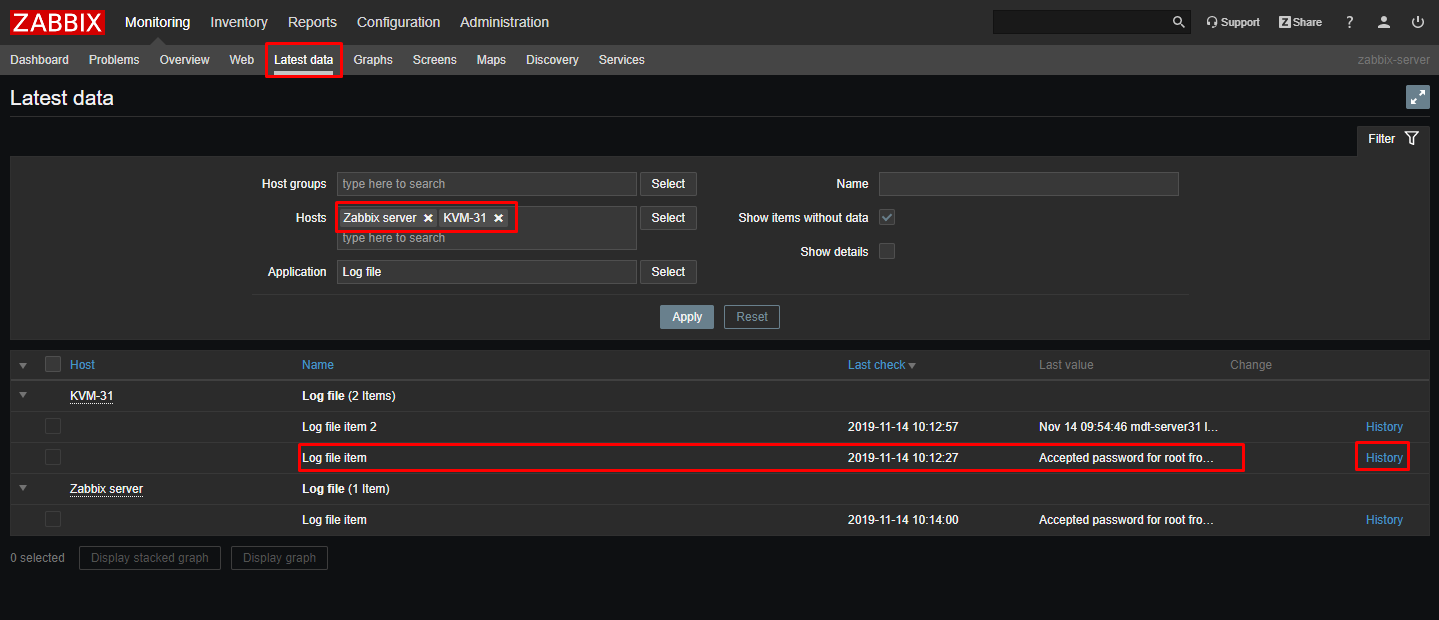 ZABBIX Monitoring Inventory Reports Configuration Administration Support Z Share ?
Dashboard Problems Overview Web Latest data Graphs Screens Maps Discovery Services zabbix-server
Latest data
Filter
Host groups type here to search Select Name
Hosts Zabbix server KVM-31 Select Show items without data
type here to search
Show details
Application Log file Select
Apply Reset
Host Name Last check Last value Change
KVM-31 Log file (2 Items)
Log file item 2 2019-11-14 10:12:57 Nov 14 09:54:46 mdt-server31 l... History
Log file item 2019-11-14 10:12:27 Accepted password for root fro... History
Zabbix server Log file (1 Item)
Log file item 2019-11-14 10:14:00 Accepted password for root fro... History
0 selected Display stacked graph Display graph